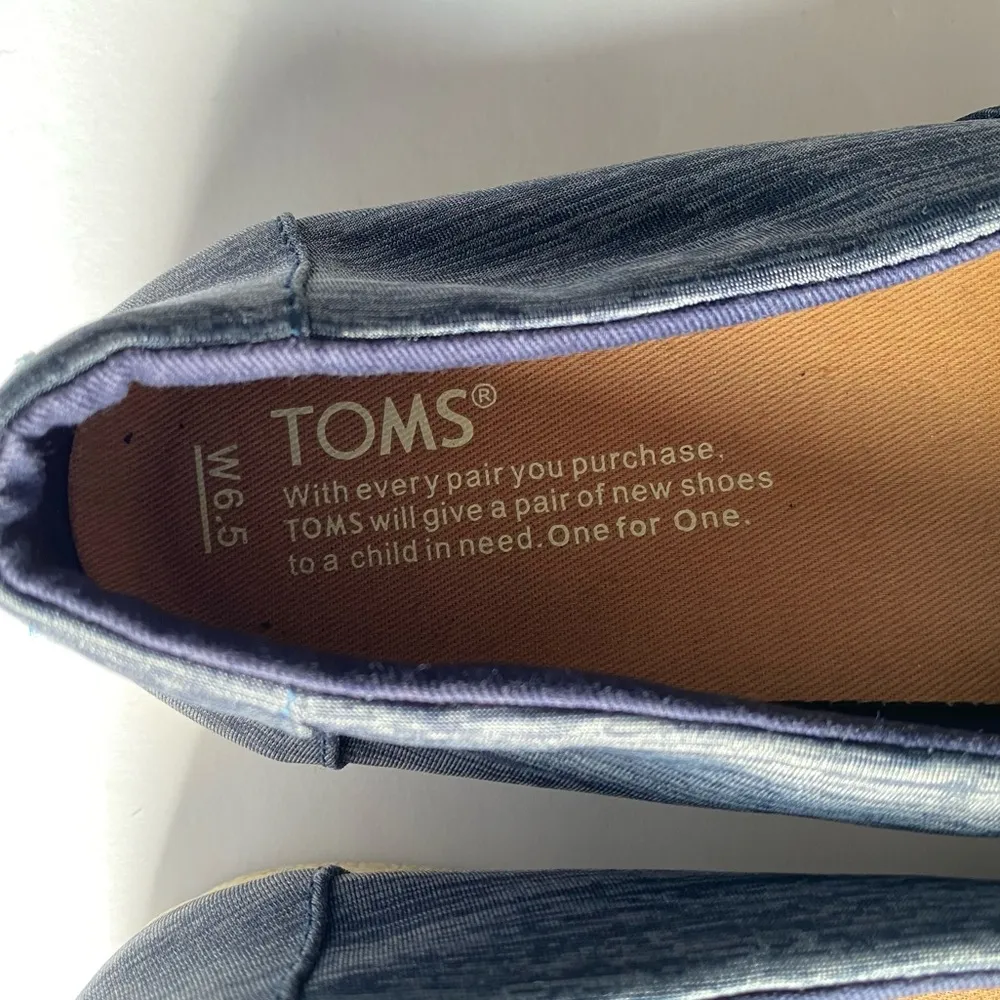 TOMS®
With every pair you purchase,
TOMS will give a pair of new shoes
to a child in need. One for One.
W6.5